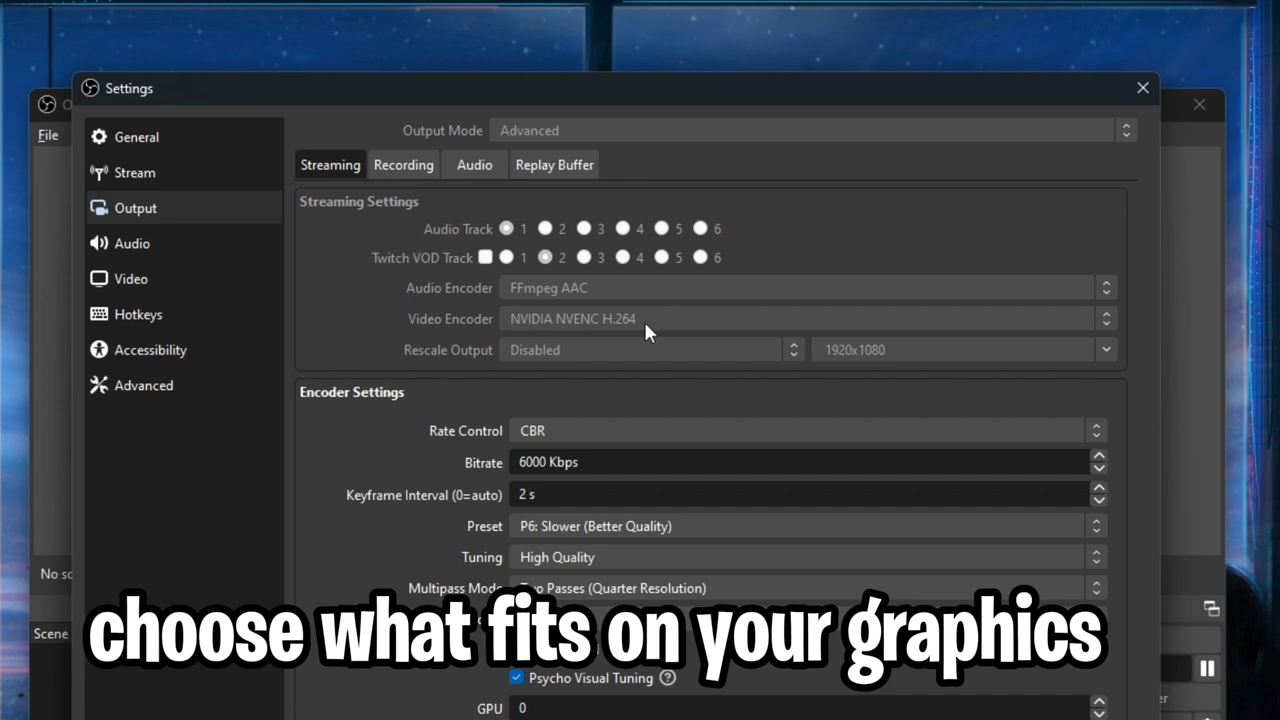 Settings
File
General
Stream
Output
Audio
Video
Hotkeys
Accessibility
Advanced
Output Mode Advanced
Streaming Recording Audio Replay Buffer
Streaming Settings
Audio Track 1 2 3 4 5 6
Twitch VOD Track 1 2 3 4 5 6
Audio Encoder FFmpeg AAC
Video Encoder NVIDIA NVENC H.264
Rescale Output Disabled 1920x1080
Encoder Settings
Rate Control CBR
Bitrate 6000 Kbps
Keyframe Interval (0=auto) 2 s
Preset P6: Slower (Better Quality)
Tuning High Quality
Multipass Mode Two Passes (Quarter Resolution)
No
Scene
choose what fits on your graphics
Psycho Visual Tuning ?
GPU 0